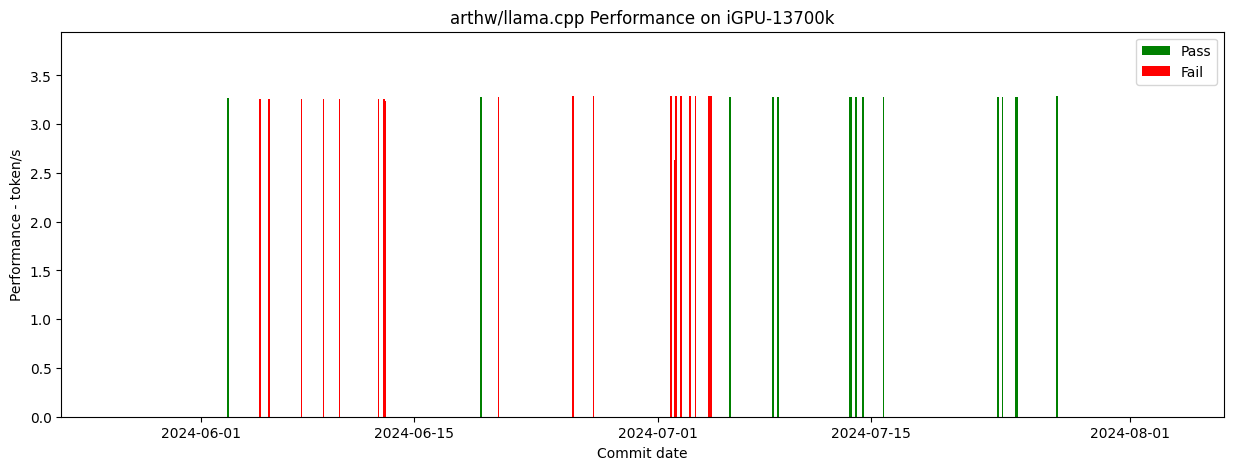 arthw/llama.cpp Performance on iGPU-13700k
Pass
Fail
Performance - token/s
3.5
3.0
2.5
2.0
1.5
1.0
0.5
0.0
2024-06-01
2024-06-15
2024-07-01
2024-07-15
2024-08-01
Commit date